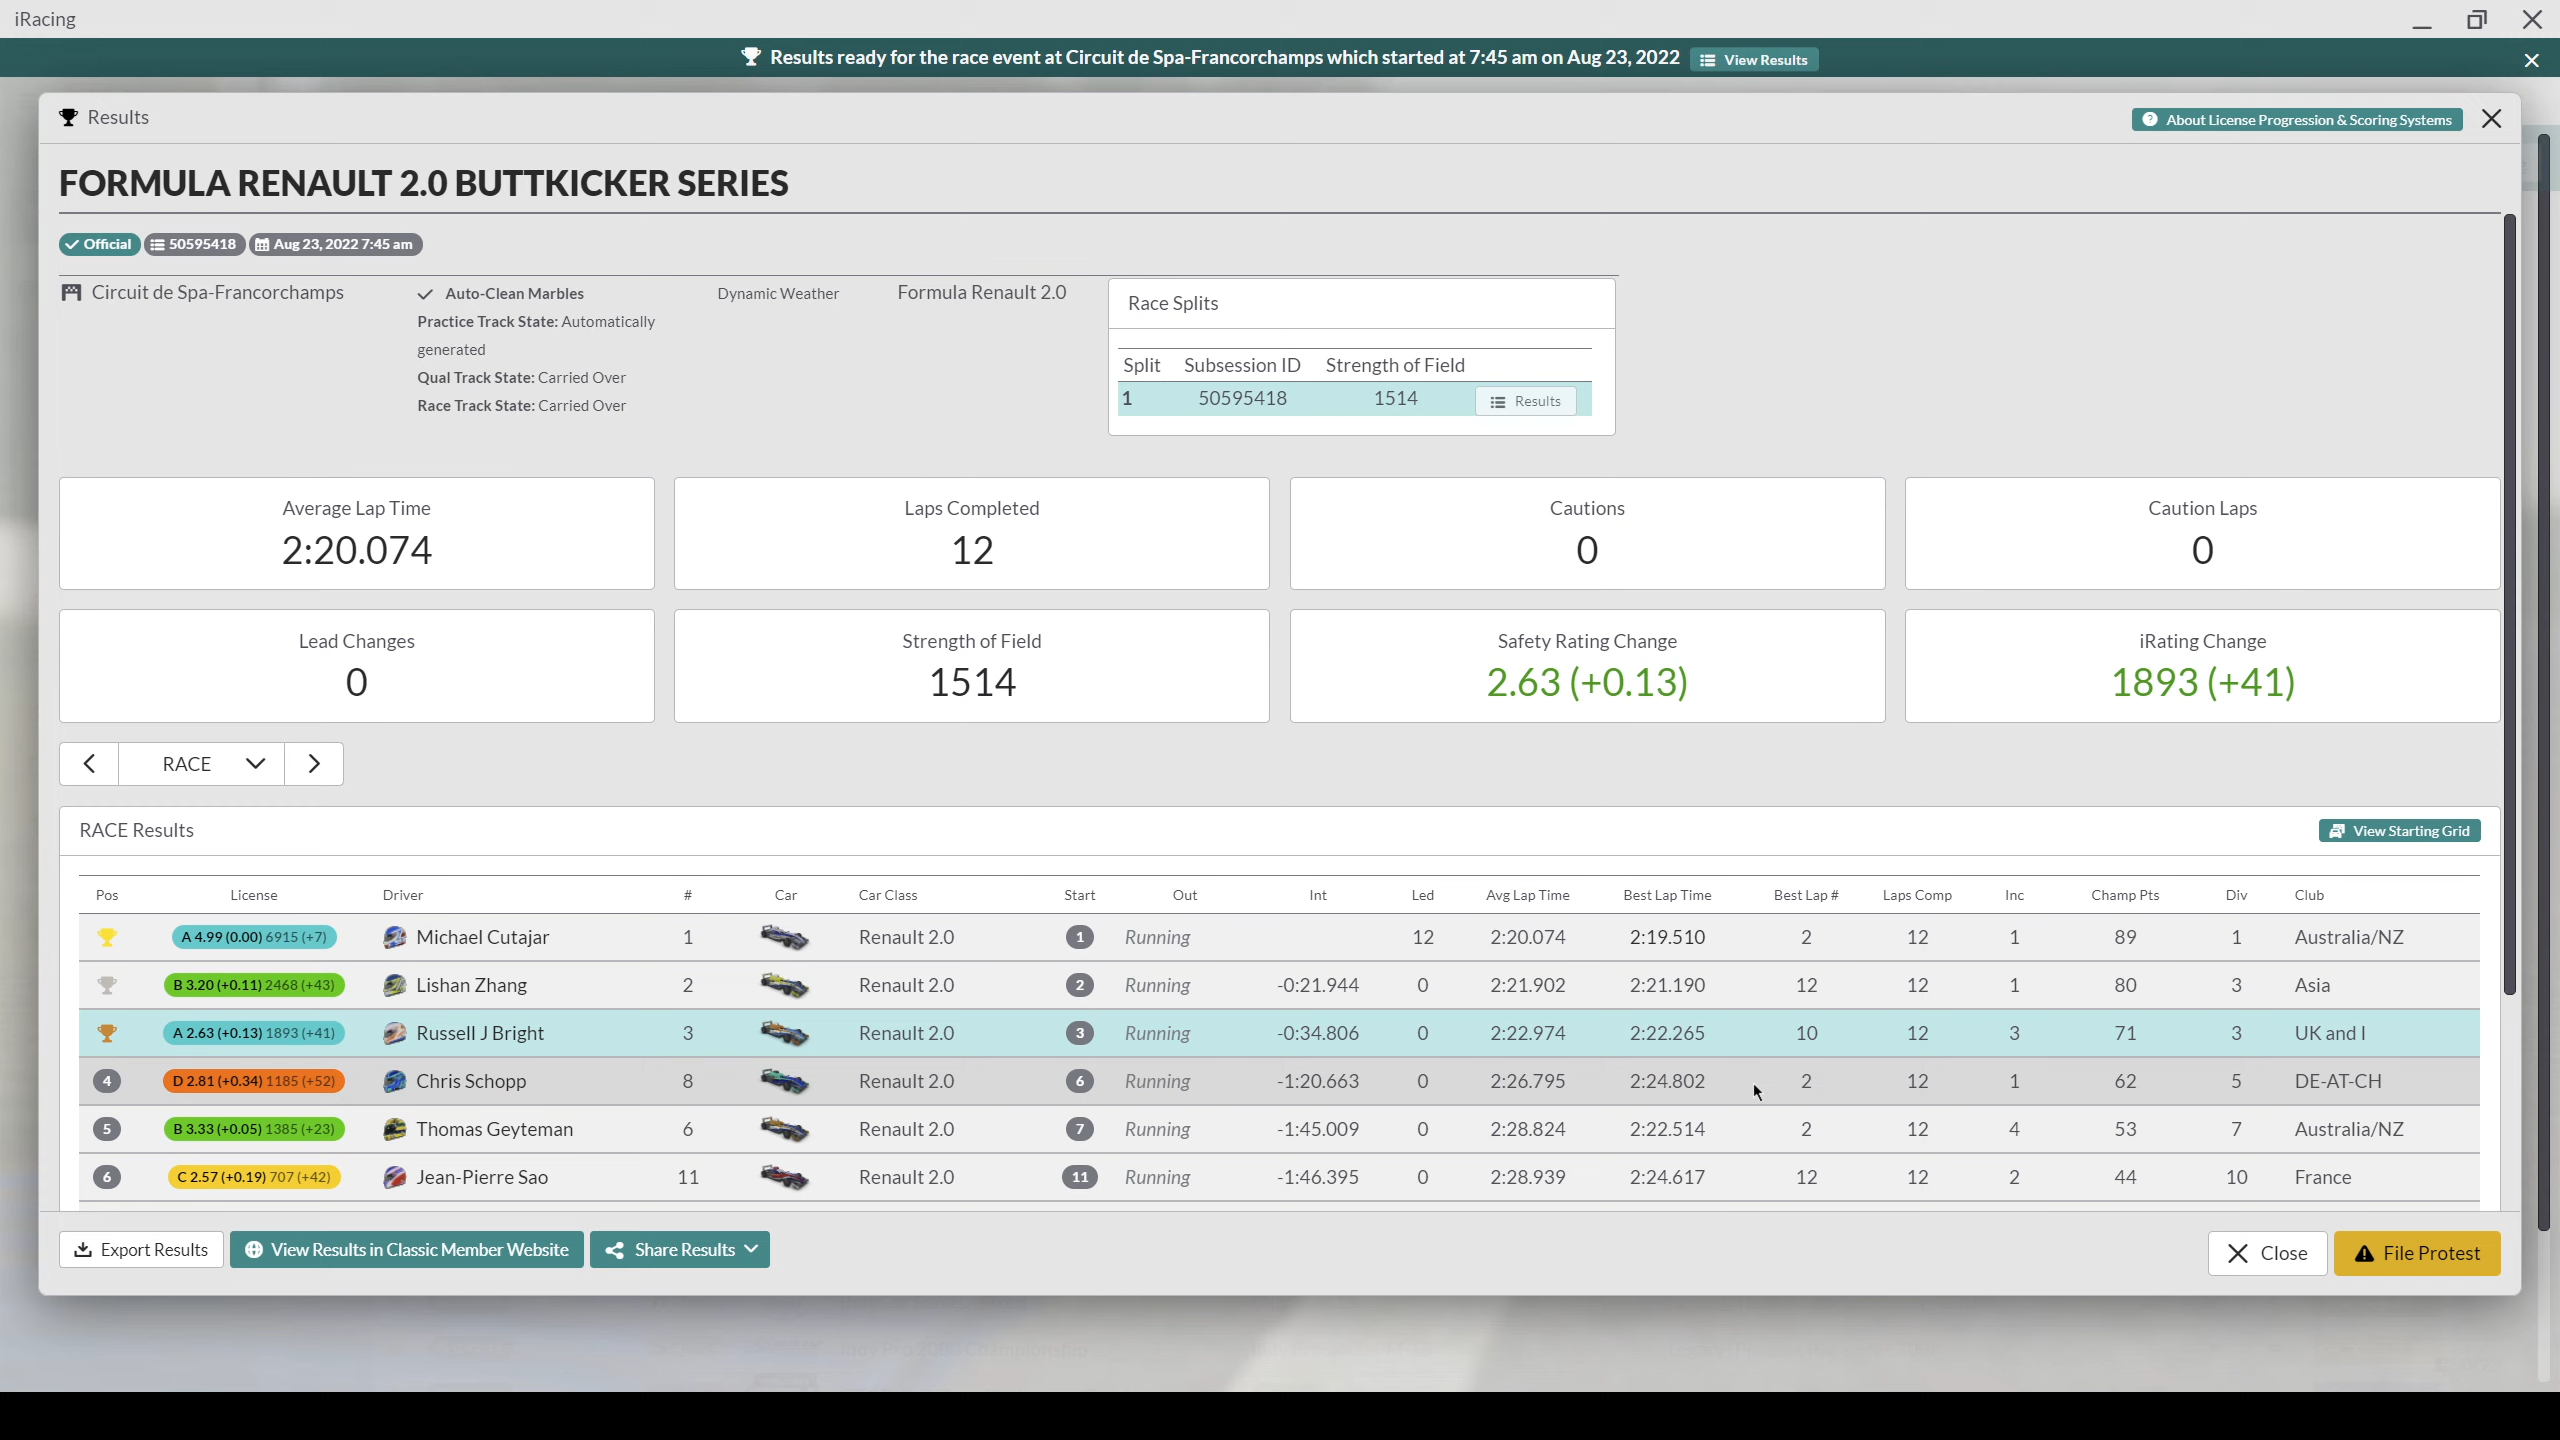 iRacing
Results ready for the race event at Circuit de Spa-Francorchamps which started at 7:45 am on Aug 23, 2022 View Results
Results
About License Progression & Scoring Systems
FORMULA RENAULT 2.0 BUTTKICKER SERIES
Official 50595418 Aug 23, 2022 7:45 am
Circuit de Spa-Francorchamps
Auto-Clean Marbles
Practice Track State: Automatically
generated
Qual Track State: Carried Over
Race Track State: Carried Over
Dynamic Weather
Formula Renault 2.0
Race Splits
Split Subsession ID Strength of Field
1 50595418 1514 Results
Average Lap Time
2:20.074
Laps Completed
12
Cautions
0
Caution Laps
0
Lead Changes
0
Strength of Field
1514
Safety Rating Change
2.63 (+0.13)
iRating Change
1893 (+41)
RACE
RACE Results
View Starting Grid
Pos License Driver # Car Car Class Start Out Int Led Avg Lap Time Best Lap Time Best Lap # Laps Comp Inc Champ Pts Div Club
A 4.99 (0.00) 6915 (+7) Michael Cutajar 1 Renault 2.0 1 Running 12 2:20.074 2:19.510 2 12 1 89 1 Australia/NZ
B 3.20 (+0.11) 2468 (+43) Lishan Zhang 2 Renault 2.0 2 Running -0:21.944 0 2:21.902 2:21.190 12 12 1 80 3 Asia
A 2.63 (+0.13) 1893 (+41) Russell J Bright 3 Renault 2.0 3 Running -0:34.806 0 2:22.974 2:22.265 10 12 3 71 3 UK and I
4 D 2.81 (+0.34) 1185 (+52) Chris Schopp 8 Renault 2.0 6 Running -1:20.663 0 2:26.795 2:24.802 2 12 1 62 5 DE-AT-CH
5 B 3.33 (+0.05) 1385 (+23) Thomas Geyteman 6 Renault 2.0 7 Running -1:45.009 0 2:28.824 2:22.514 2 12 4 53 7 Australia/NZ
6 C 2.57 (+0.19) 707 (+42) Jean-Pierre Sao 11 Renault 2.0 11 Running -1:46.395 0 2:28.939 2:24.617 12 12 2 44 10 France
Export Results View Results in Classic Member Website Share Results
Close File Protest